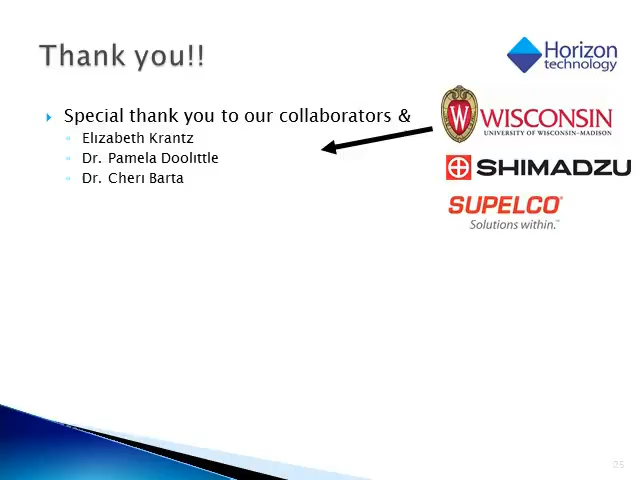 Thank you!!
Horizon
technology
Special thank you to our collaborators &
Elizabeth Krantz
Dr. Pamela Doolittle
Dr. Cheri Barta
W WISCONSIN
UNIVERSITY OF WISCONSIN–MADISON
SHIMADZU
SUPELCO®
Solutions within.™
25